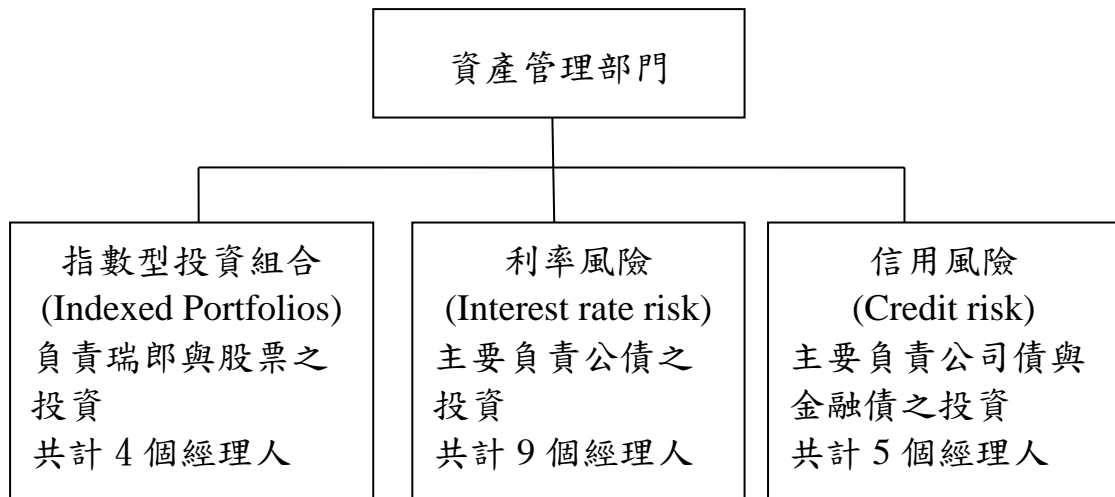 資產管理部門
指數型投資組合
(Indexed Portfolios)
負責瑞郎與股票之
投資
共計 4 個經理人
利率風險
(Interest rate risk)
主要負責公債之
投資
共計 9 個經理人
信用風險
(Credit risk)
主要負責公司債與
金融債之投資
共計 5 個經理人